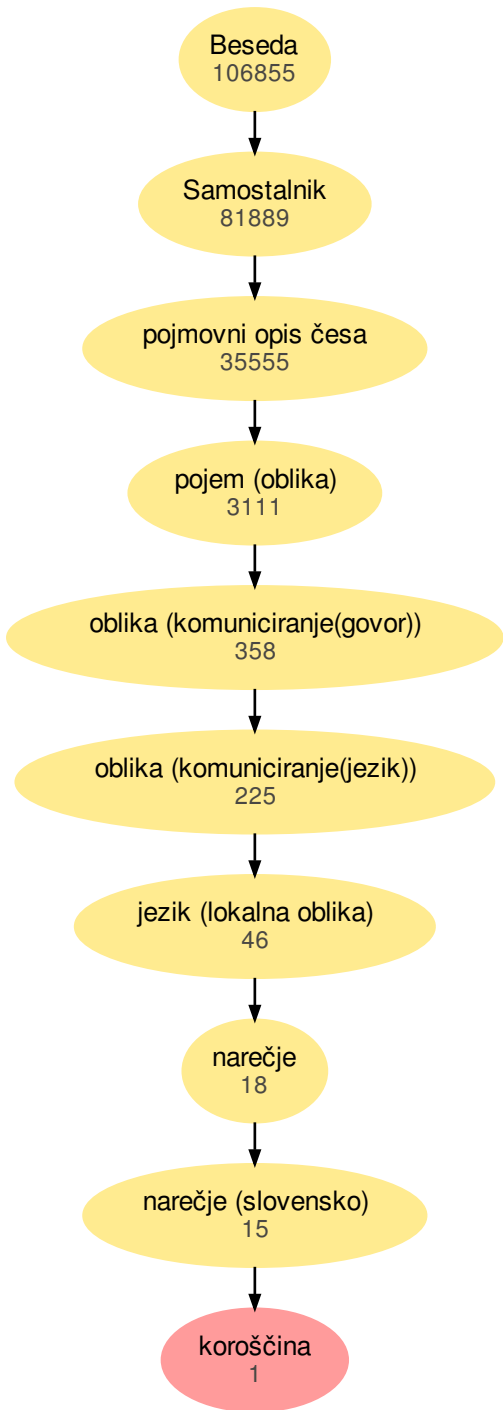 Beseda
106855
Samostalnik
81889
pojmovni opis česa
35555
pojem (oblika)
3111
oblika (komuniciranje(govor))
358
oblika (komuniciranje(jezik))
225
jezik (lokalna oblika)
46
narečje
18
narečje (slovensko)
15
koroščina
1